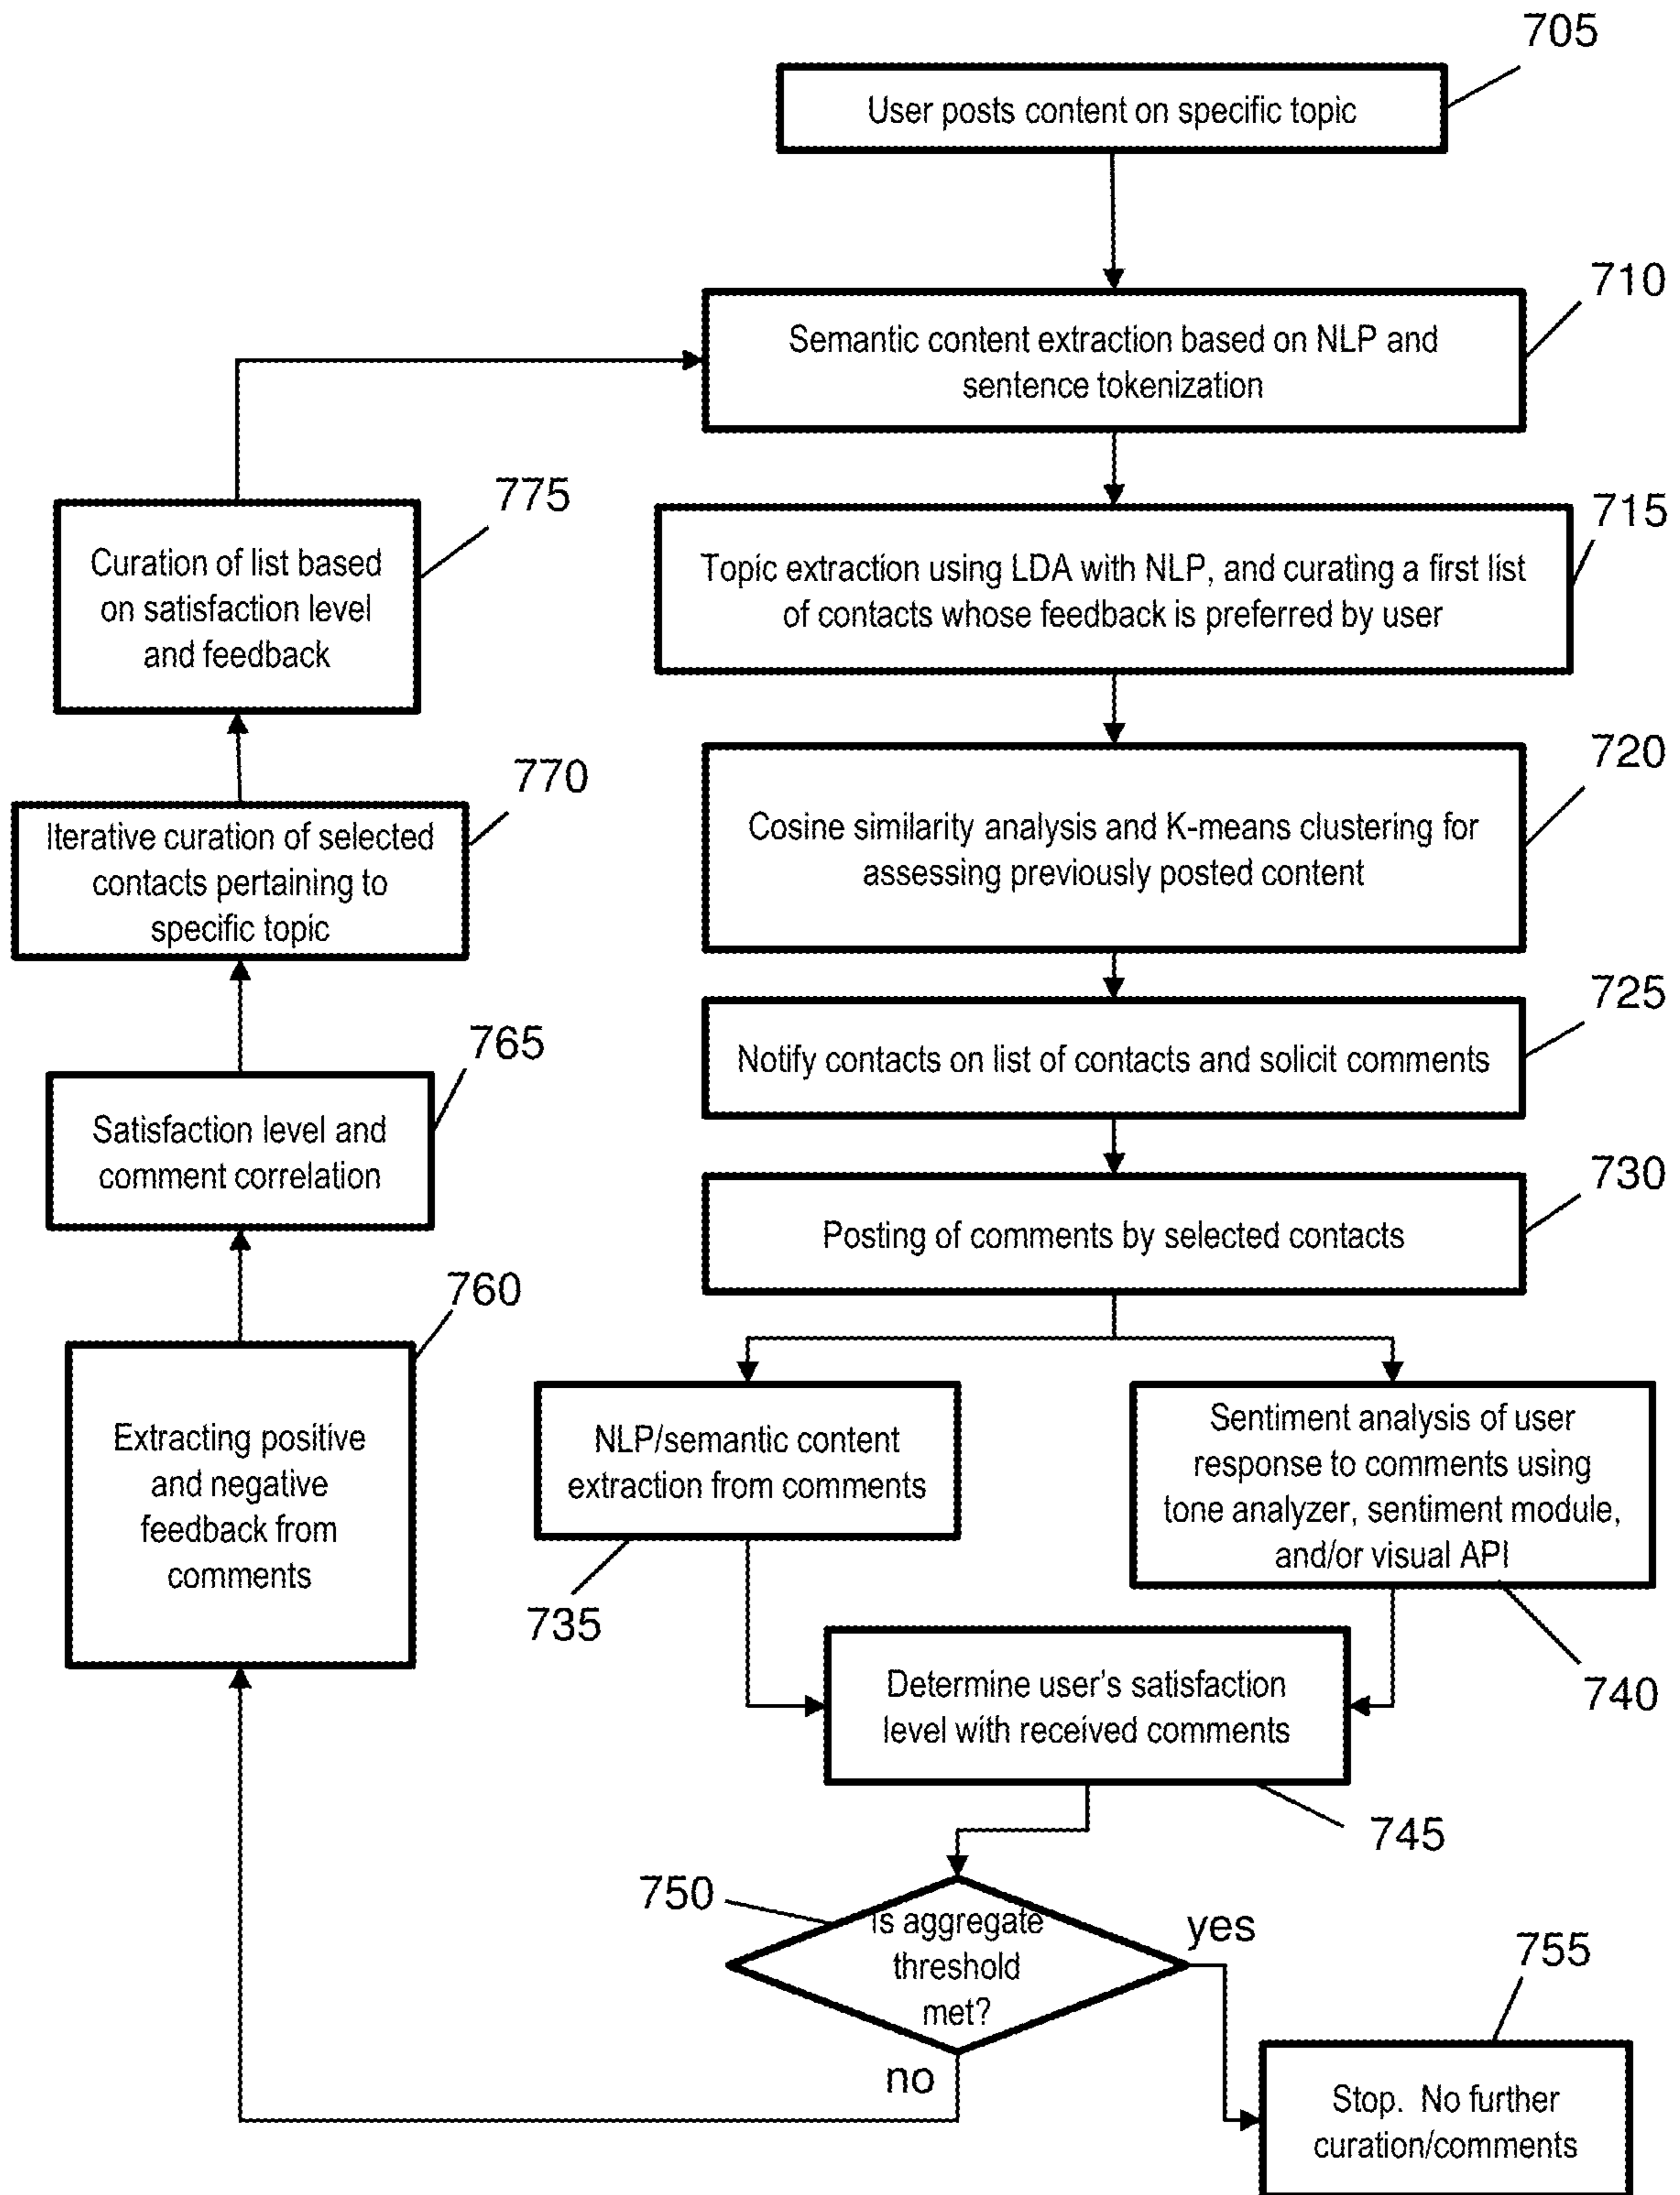 705
User posts content on specific topic
710
Semantic content extraction based on NLP and
sentence tokenization
775
Curation of list based
on satisfaction level
and feedback
715
Topic extraction using LDA with NLP, and curating a first list
of contacts whose feedback is preferred by user
720
Cosine similarity analysis and K-means clustering for
assessing previously posted content
770
Iterative curation of selected
contacts pertaining to
specific topic
725
Notify contacts on list of contacts and solicit comments
765
Satisfaction level and
comment correlation
730
Posting of comments by selected contacts
760
Extracting positive
and negative
feedback from
comments
NLP/semantic content
extraction from comments
735
Sentiment analysis of user
response to comments using
tone analyzer, sentiment module,
and/or visual API
740
Determine user's satisfaction
level with received comments
745
750
Is aggregate
threshold
met?
yes
no
755
Stop. No further
curation/comments